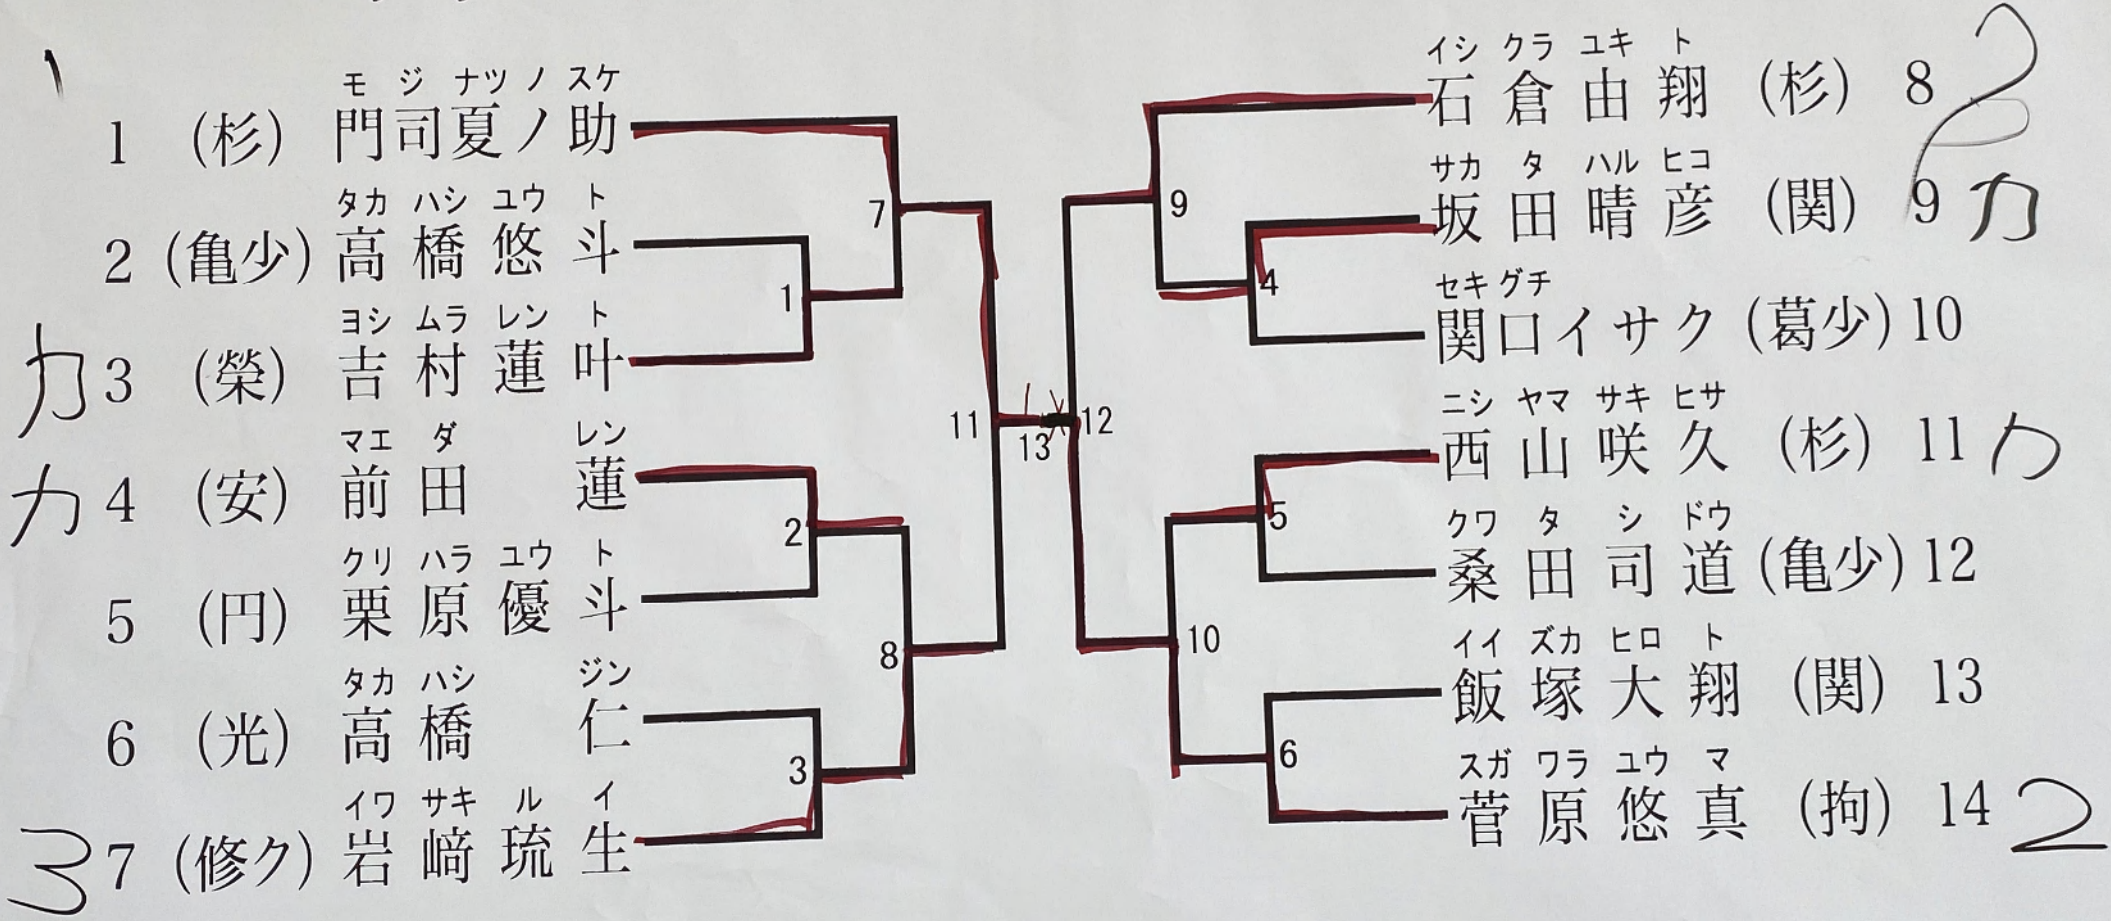 1
モ ジ ナツ ノ スケ
1 (杉) 門司夏ノ助
タカ ハシ ユウ ト
2 (亀少) 高橋悠斗
ヨシ ムラ レン ト
カ 3 (榮) 吉村蓮叶
マエ ダ レン
カ 4 (安) 前田 蓮
クリ ハラ ユウ ト
5 (円) 栗原優斗
タカ ハシ ジン
6 (光) 高橋 仁
イワ サキ ル イ
3 7 (修ク) 岩﨑琉生
7
1
2
8
3
11
13
12
9
4
5
10
6
イシ クラ ユキ ト
石倉由翔 (杉) 8
サカ タ ハル ヒコ
坂田晴彦 (関) 9 カ
セキ グチ
関口イサク (葛少) 10
ニシ ヤマ サキ ヒサ
西山咲久 (杉) 11 カ
クワ タ シ ドウ
桑田司道 (亀少) 12
イイ ズカ ヒロ ト
飯塚大翔 (関) 13
スガ ワラ ユウ マ
菅原悠真 (拘) 14 2